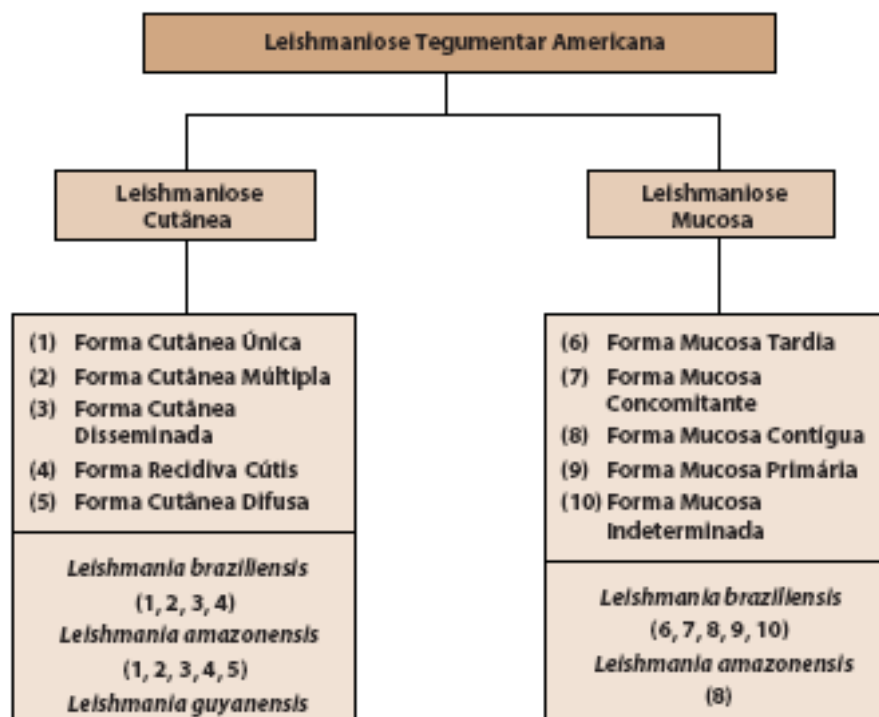 Leishmaniose Tegumentar Americana
Leishmaniose
Cutânea
(1) Forma Cutânea Única
(2) Forma Cutânea Múltipla
(3) Forma Cutânea
Disseminada
(4) Forma Recidiva Cútis
(5) Forma Cutânea Difusa
Leishmania braziliensis
(1, 2, 3, 4)
Leishmania amazonensis
(1, 2, 3, 4, 5)
Leishmania guyanensis
Leishmaniose
Mucosa
(6) Forma Mucosa Tardia
(7) Forma Mucosa
Concomitante
(8) Forma Mucosa Contígua
(9) Forma Mucosa Primária
(10) Forma Mucosa
Indeterminada
Leishmania braziliensis
(6, 7, 8, 9, 10)
Leishmania amazonensis
(8)